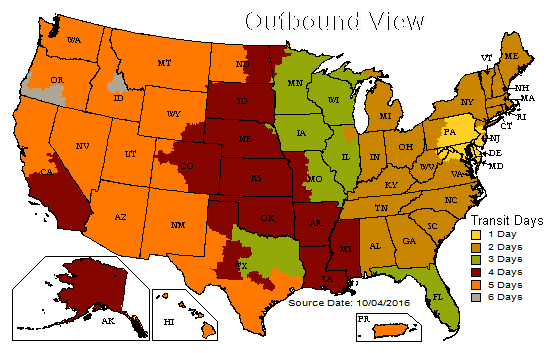 Outbound View
WA
MT
ND
MN
VT
ME
OR
ID
SD
WI
NY
NH
MA
WY
MI
RI
CT
IA
PA
NJ
NV
UT
NE
IL
IN
OH
DE
MD
CA
CO
KS
MO
WV
VA
KY
NC
TN
AZ
NM
OK
AR
SC
MS
AL
GA
TX
LA
FL
AK
HI
PR
Transit Days
1 Day
2 Days
3 Days
4 Days
5 Days
6 Days
Source Date: 10/04/2016